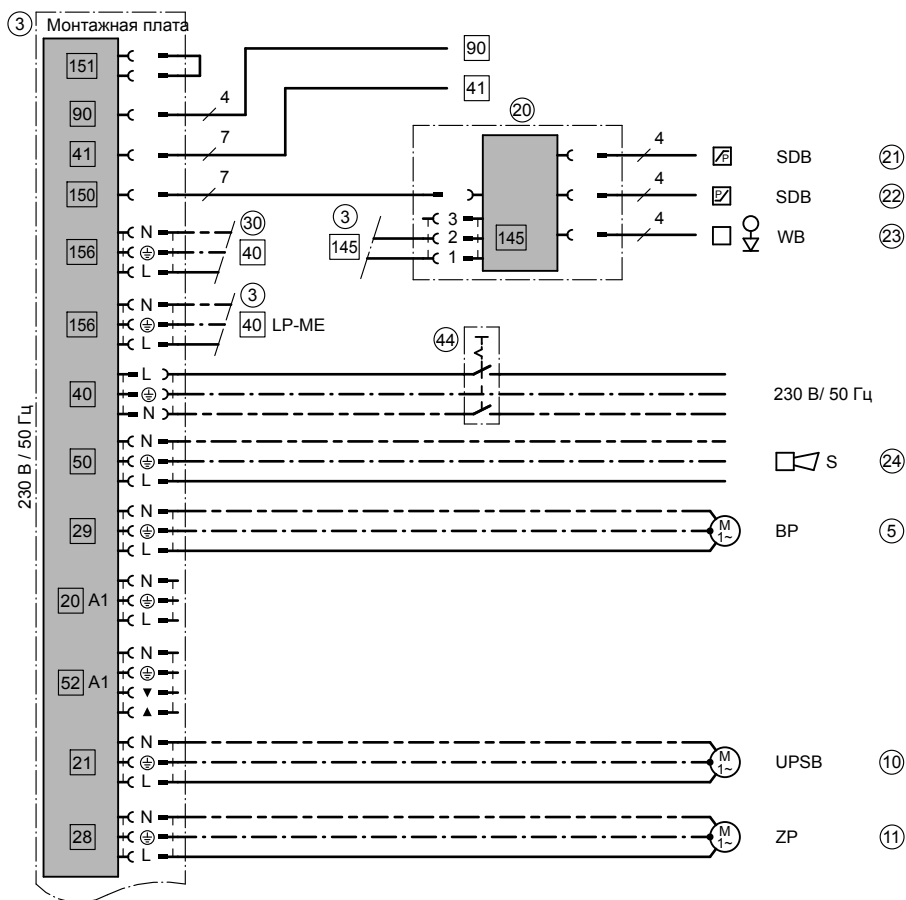 3 Монтажная плата
151
90
4
90
41
7
41
150
7
20
3
145
3
2
1
145
4
P
SDB
21
4
P
SDB
22
4
WB
23
156
N
L
30
40
156
N
L
3
40 LP-ME
40
L
N
44
230 В/ 50 Гц
230 В / 50 Гц
50
N
L
S
24
29
N
L
M
1~
BP
5
20 A1
N
L
52 A1
N
▼
▲
21
N
L
M
1~
UPSB
10
28
N
L
M
1~
ZP
11